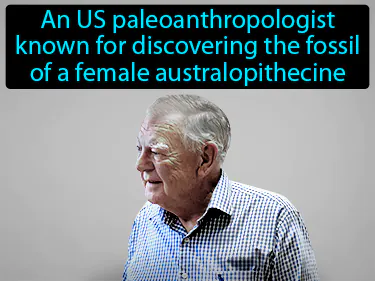 An US paleoanthropologist
known for discovering the fossil
of a female australopithecine